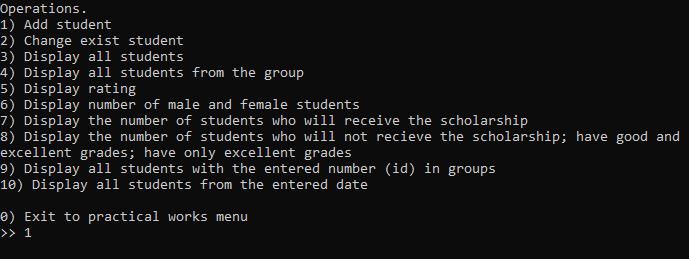 Operations.
1) Add student
2) Change exist student
3) Display all students
4) Display all students from the group
5) Display rating
6) Display number of male and female students
7) Display the number of students who will receive the scholarship
8) Display the number of students who will not recieve the scholarship; have good and
excellent grades; have only excellent grades
9) Display all students with the entered number (id) in groups
10) Display all students from the entered date
0) Exit to practical works menu
>> 1